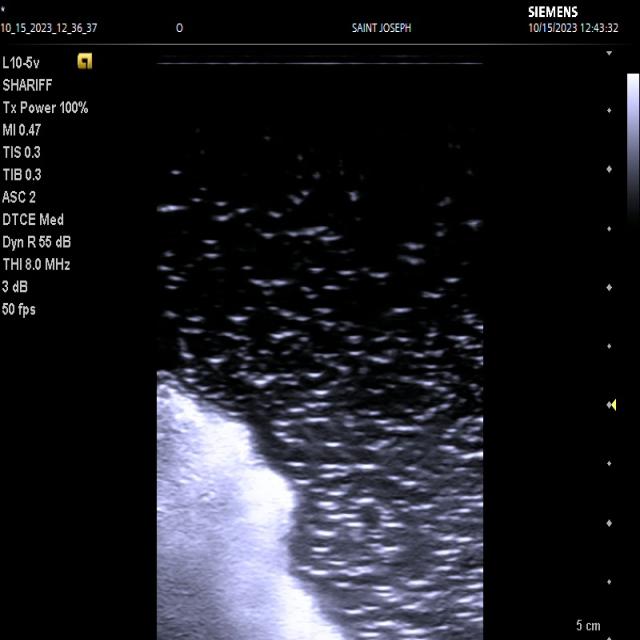 *
SIEMENS
10_15_2023_12_36_37 O SAINT JOSEPH 10/15/2023 12:43:32
L10-5v
SHARIFF
Tx Power 100%
MI 0.47
TIS 0.3
TIB 0.3
ASC 2
DTCE Med
Dyn R 55 dB
THI 8.0 MHz
3 dB
50 fps
5 cm